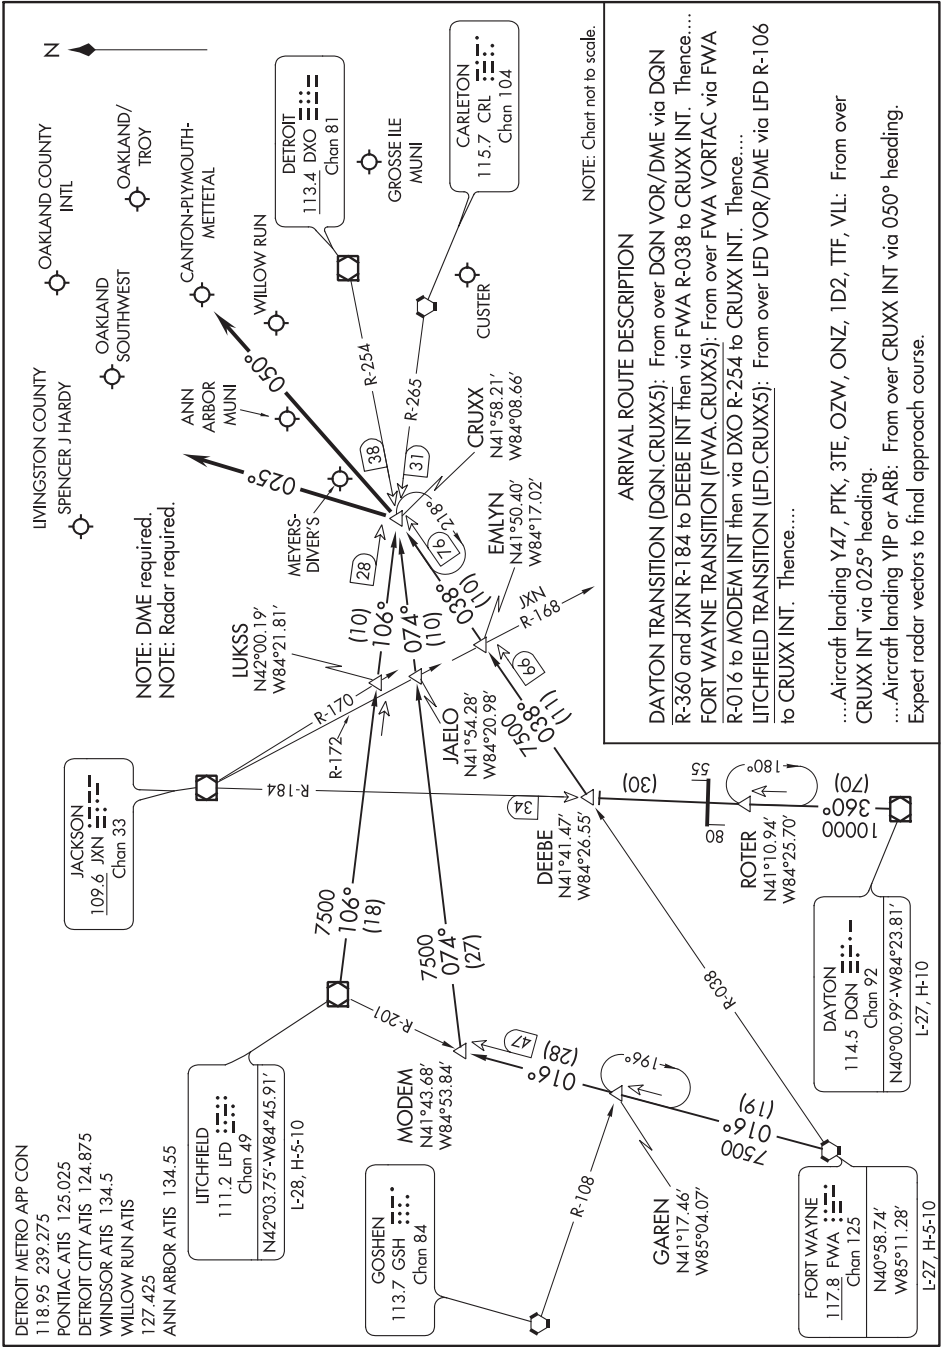 DETROIT METRO APP CON
118.95 239.275
PONTIAC ATIS 125.025
DETROIT CITY ATIS 124.875
WINDSOR ATIS 134.5
WILLOW RUN ATIS
127.425
ANN ARBOR ATIS 134.55
LITCHFIELD
111.2 LFD
Chan 49
N42°03.75'-W84°45.91'
L-28, H-5-10
GOSHEN
113.7 GSH
Chan 84
FORT WAYNE
117.8 FWA
Chan 125
N40°58.74'
W85°11.28'
L-27, H-5-10
R-108
GAREN
N41°17.46'
W85°04.07'
7500
016°
(19)
196°
016°
(28)
47
MODEM
N41°43.68'
W84°53.84'
R-201
R-038
7500
106°
(18)
7500
074°
(27)
JACKSON
109.6 JXN
Chan 33
R-184
R-172
R-170
DEEBE
N41°41.47'
W84°26.55'
34
(30)
55
80
ROTER
N41°10.94'
W84°25.70'
180°
10000
360°
(70)
DAYTON
114.5 DQN
Chan 92
N40°00.99'-W84°23.81'
L-27, H-10
NOTE: DME required.
NOTE: Radar required.
LUKSS
N42°00.19'
W84°21.81'
JAELO
N41°54.28'
W84°20.98'
7500
038°
(11)
66
(10)
106°
28
074°
(10)
038°
(10)
76
218°
JXN
R-168
EMLYN
N41°50.40'
W84°17.02'
CRUXX
N41°58.21'
W84°08.66'
38
31
R-254
R-265
025°
050°
LIVINGSTON COUNTY
SPENCER J HARDY
OAKLAND
SOUTHWEST
OAKLAND COUNTY
INTL
OAKLAND/
TROY
CANTON-PLYMOUTH-
METTETAL
WILLOW RUN
ANN
ARBOR
MUNI
MEYERS-
DIVER'S
N
DETROIT
113.4 DXO
Chan 81
GROSSE ILE
MUNI
CARLETON
115.7 CRL
Chan 104
CUSTER
NOTE: Chart not to scale.
ARRIVAL ROUTE DESCRIPTION
DAYTON TRANSITION (DQN.CRUXX5): From over DQN VOR/DME via DQN
R-360 and JXN R-184 to DEEBE INT then via FWA R-038 to CRUXX INT. Thence....
FORT WAYNE TRANSITION (FWA.CRUXX5): From over FWA VORTAC via FWA
R-016 to MODEM INT then via DXO R-254 to CRUXX INT. Thence....
LITCHFIELD TRANSITION (LFD.CRUXX5): From over LFD VOR/DME via LFD R-106
to CRUXX INT. Thence....
....Aircraft landing Y47, PTK, 3TE, OZW, ONZ, 1D2, TTF, VLL: From over
CRUXX INT via 025° heading.
....Aircraft landing YIP or ARB: From over CRUXX INT via 050° heading.
Expect radar vectors to final approach course.